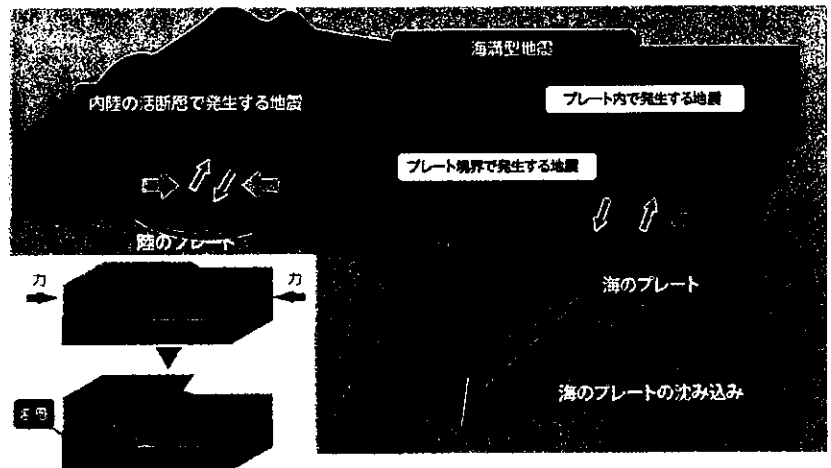 海溝型地震
内陸の活断層で発生する地震
プレート内で発生する地震
プレート境界で発生する地震
陸のプレート
力
力
海のプレート
海のプレートの沈み込み